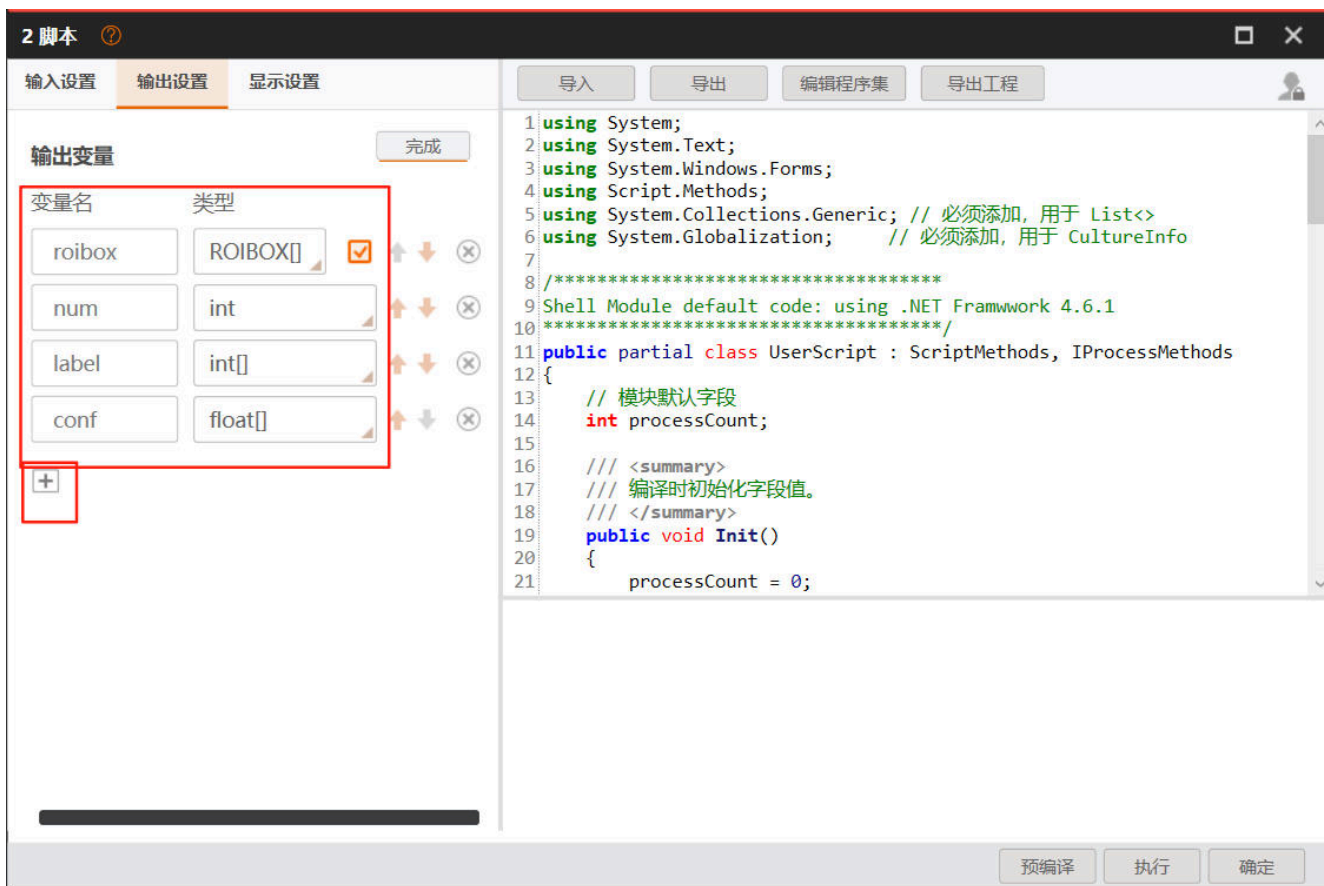 2 脚本 ?
输入设置 输出设置 显示设置
导入 导出 编辑程序集 导出工程
输出变量 完成
变量名 类型
roibox ROIBOX[]
num int
label int[]
conf float[]
1 using System;
2 using System.Text;
3 using System.Windows.Forms;
4 using Script.Methods;
5 using System.Collections.Generic; // 必须添加, 用于 List<>
6 using System.Globalization;     // 必须添加, 用于 CultureInfo
7
8 /************************************
9 Shell Module default code: using .NET Framwwork 4.6.1
10 *************************************/
11 public partial class UserScript : ScriptMethods, IProcessMethods
12 {
13     // 模块默认字段
14     int processCount;
15
16     /// <summary>
17     /// 编译时初始化字段值。
18     /// </summary>
19     public void Init()
20     {
21         processCount = 0;
预编译 执行 确定